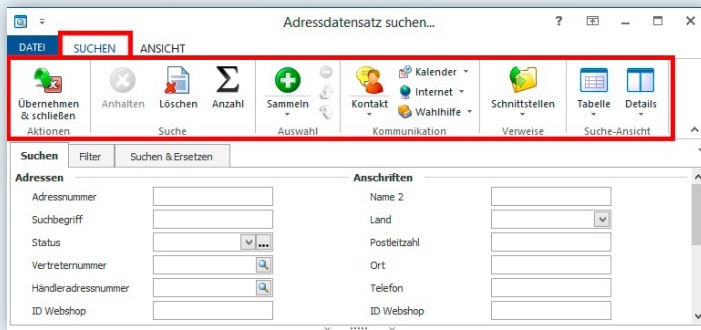 Adressdatensatz suchen... ?
DATEI SUCHEN ANSICHT
Übernehmen & schließen
Anhalten Löschen Anzahl
Sammeln
Kontakt
Kalender
Internet
Wahlhilfe
Schnittstellen
Tabelle Details
Aktionen Suche Auswahl Kommunikation Verweise Suche-Ansicht
Suchen Filter Suchen & Ersetzen
Adressen Anschriften
Adressnummer Name 2
Suchbegriff Land
Status ... Postleitzahl
Vertreternummer Ort
Händleradressnummer Telefon
ID Webshop ID Webshop